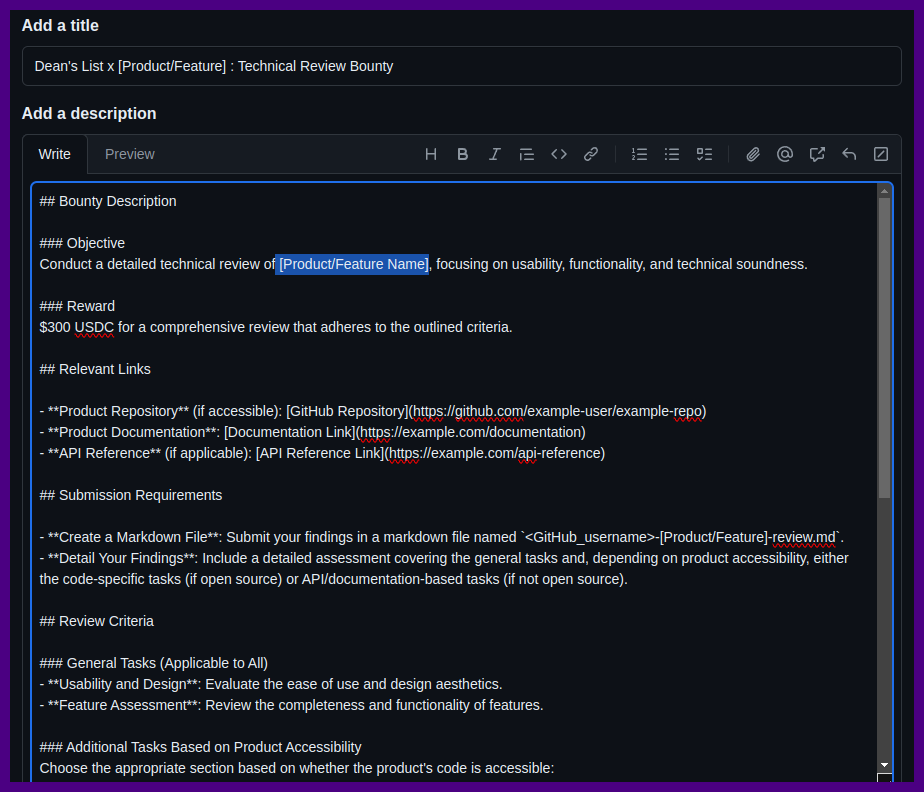 Add a title
Dean's List x [Product/Feature] : Technical Review Bounty
Add a description
Write Preview
## Bounty Description
### Objective
Conduct a detailed technical review of [Product/Feature Name], focusing on usability, functionality, and technical soundness.
### Reward
$300 USDC for a comprehensive review that adheres to the outlined criteria.
## Relevant Links
- **Product Repository** (if accessible): [GitHub Repository](https://github.com/example-user/example-repo)
- **Product Documentation**: [Documentation Link](https://example.com/documentation)
- **API Reference** (if applicable): [API Reference Link](https://example.com/api-reference)
## Submission Requirements
- **Create a Markdown File**: Submit your findings in a markdown file named `<GitHub_username>-[Product/Feature]-review.md`.
- **Detail Your Findings**: Include a detailed assessment covering the general tasks and, depending on product accessibility, either
the code-specific tasks (if open source) or API/documentation-based tasks (if not open source).
## Review Criteria
### General Tasks (Applicable to All)
- **Usability and Design**: Evaluate the ease of use and design aesthetics.
- **Feature Assessment**: Review the completeness and functionality of features.
### Additional Tasks Based on Product Accessibility
Choose the appropriate section based on whether the product's code is accessible: